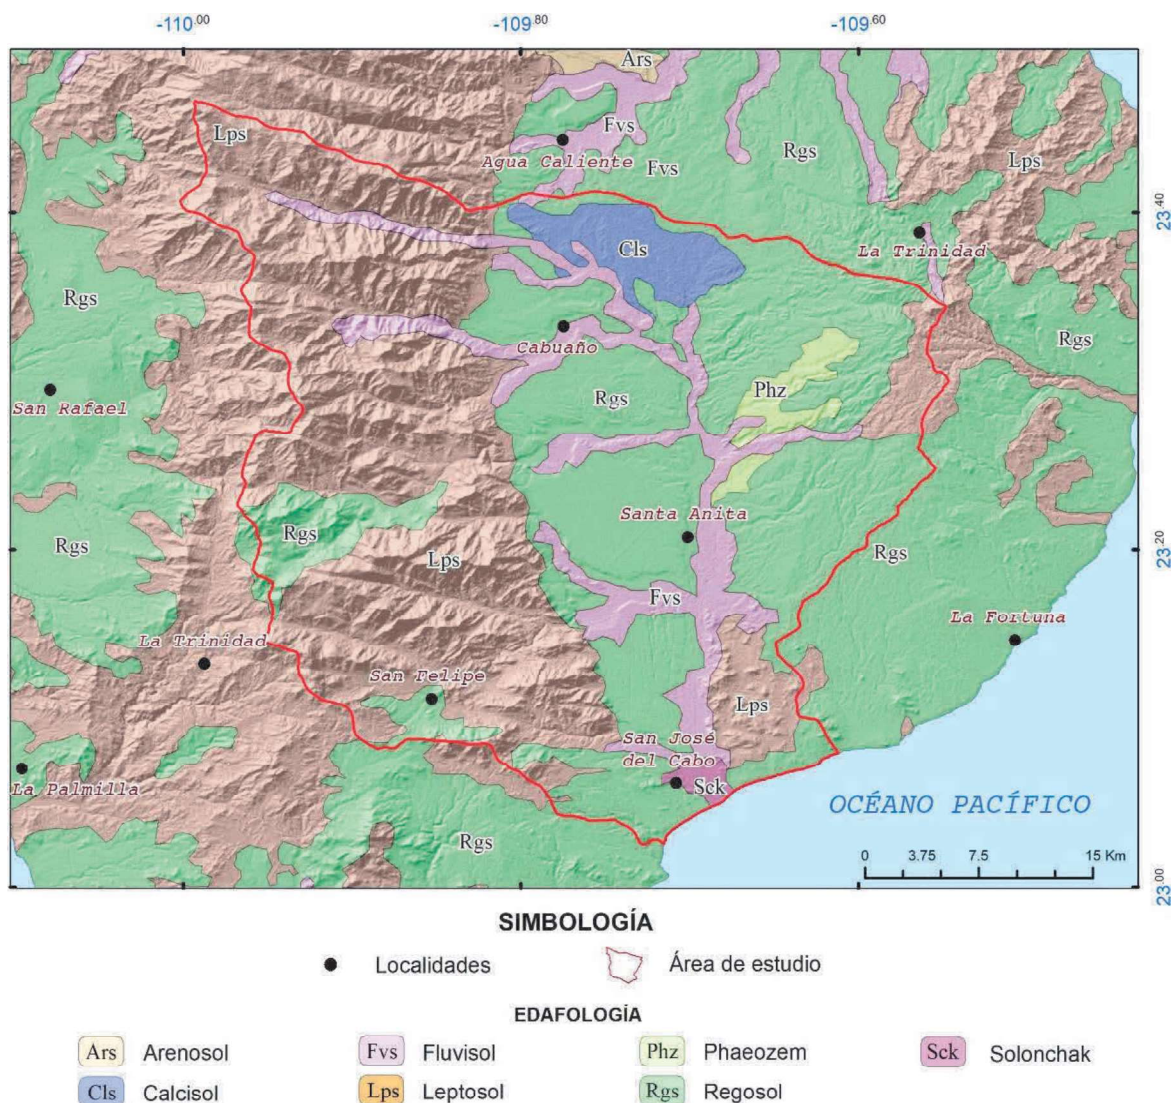 -110.00 -109.80 -109.60
Ars
Fvs
Lps
Agua Caliente
Rgs
Fvs
Lps
23.40
Cls
La Trinidad
Rgs
Cabuaño
Rgs
San Rafael
Rgs
Phz
Santa Anita
Rgs
Rgs
Lps
Rgs
23.20
Fvs
La Fortuna
La Trinidad
San Felipe
Lps
San José
del Cabo
La Palmilla
Sck
OCÉANO PACÍFICO
Rgs
0 3.75 7.5 15 Km
23.00
SIMBOLOGÍA
Localidades
Área de estudio
EDAFOLOGÍA
Ars Arenosol
Fvs Fluvisol
Phz Phaeozem
Sck Solonchak
Cls Calcisol
Lps Leptosol
Rgs Regosol